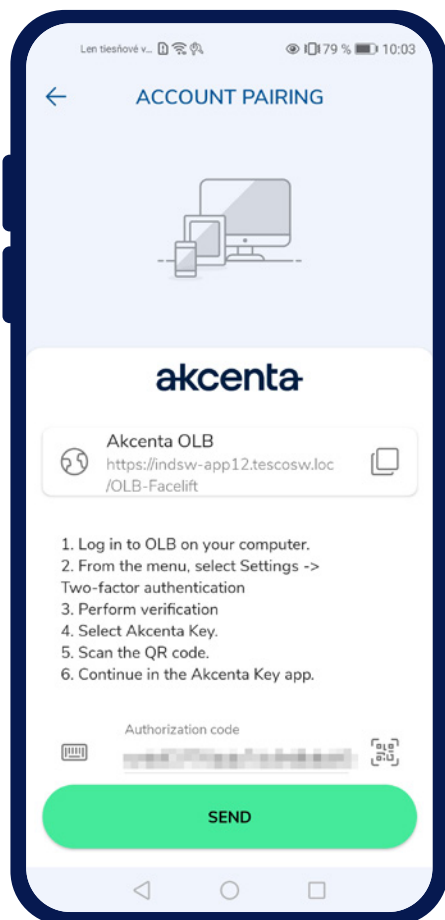 Len tiesňové v... 79 % 10:03
ACCOUNT PAIRING
akcenta
Akcenta OLB
https://indsw-app12.tescosw.loc
/OLB-Facelift
1. Log in to OLB on your computer.
2. From the menu, select Settings ->
Two-factor authentication
3. Perform verification
4. Select Akcenta Key.
5. Scan the QR code.
6. Continue in the Akcenta Key app.
Authorization code
SEND